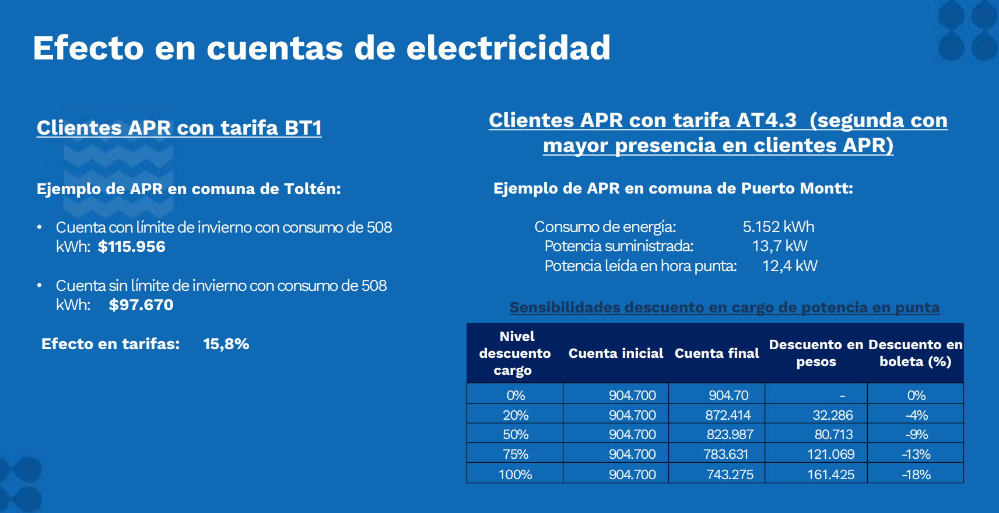 Efecto en cuentas de electricidad
Clientes APR con tarifa BT1
Ejemplo de APR en comuna de Toltén:
• Cuenta con límite de invierno con consumo de 508
kWh: $115.956
• Cuenta sin límite de invierno con consumo de 508
kWh: $97.670
Efecto en tarifas: 15,8%
Clientes APR con tarifa AT4.3 (segunda con
mayor presencia en clientes APR)
Ejemplo de APR en comuna de Puerto Montt:
Consumo de energía: 5.152 kWh
Potencia suministrada: 13,7 kW
Potencia leída en hora punta: 12,4 kW
Sensibilidades descuento en cargo de potencia en punta
Nivel
descuento
cargo
Cuenta inicial
Cuenta final
Descuento en
pesos
Descuento en
boleta (%)
0% 904.700 904.70 - 0%
20% 904.700 872.414 32.286 -4%
50% 904.700 823.987 80.713 -9%
75% 904.700 783.631 121.069 -13%
100% 904.700 743.275 161.425 -18%